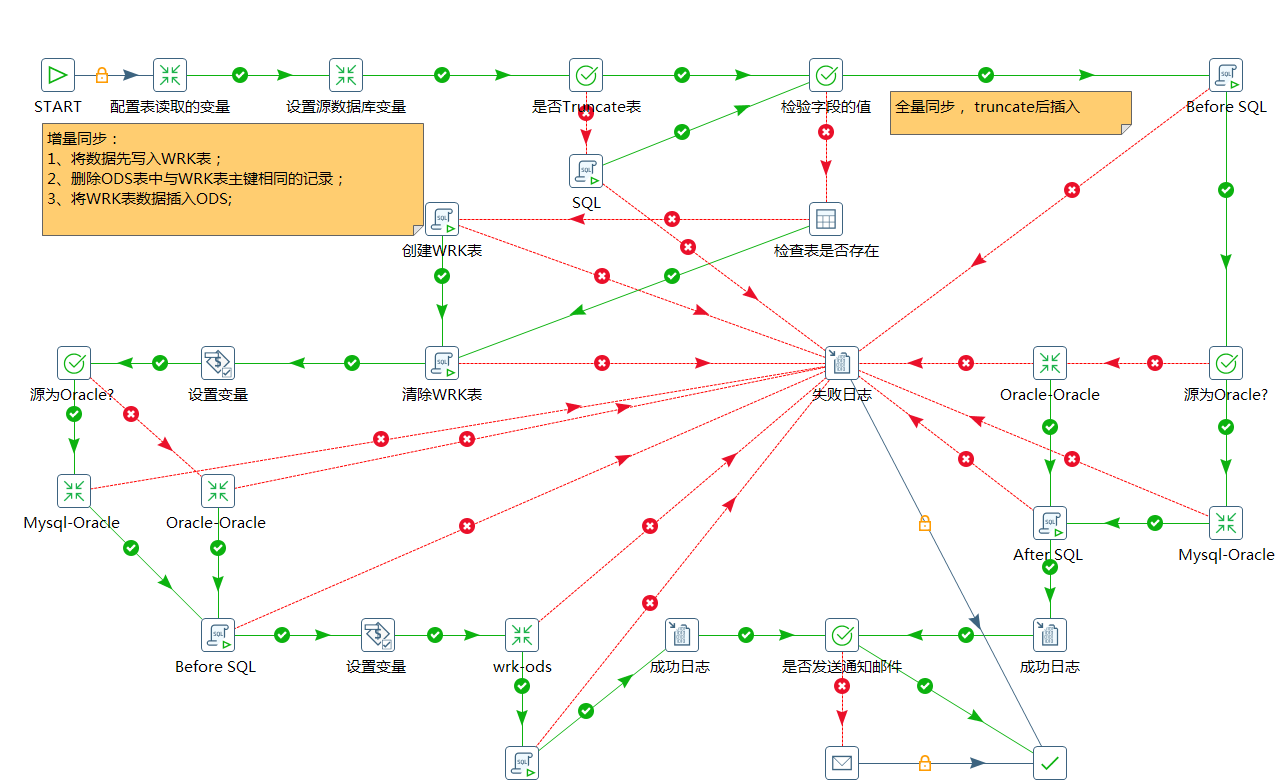 START
配置表读取的变量
设置源数据库变量
是否Truncate表
检验字段的值
全量同步， truncate后插入
Before SQL
增量同步：
1、将数据先写入WRK表；
2、删除ODS表中与WRK表主键相同的记录；
3、将WRK表数据插入ODS;
SQL
创建WRK表
检查表是否存在
源为Oracle?
设置变量
清除WRK表
失败日志
Oracle-Oracle
源为Oracle?
Mysql-Oracle
Oracle-Oracle
After SQL
Mysql-Oracle
Before SQL
设置变量
wrk-ods
成功日志
是否发送通知邮件
成功日志